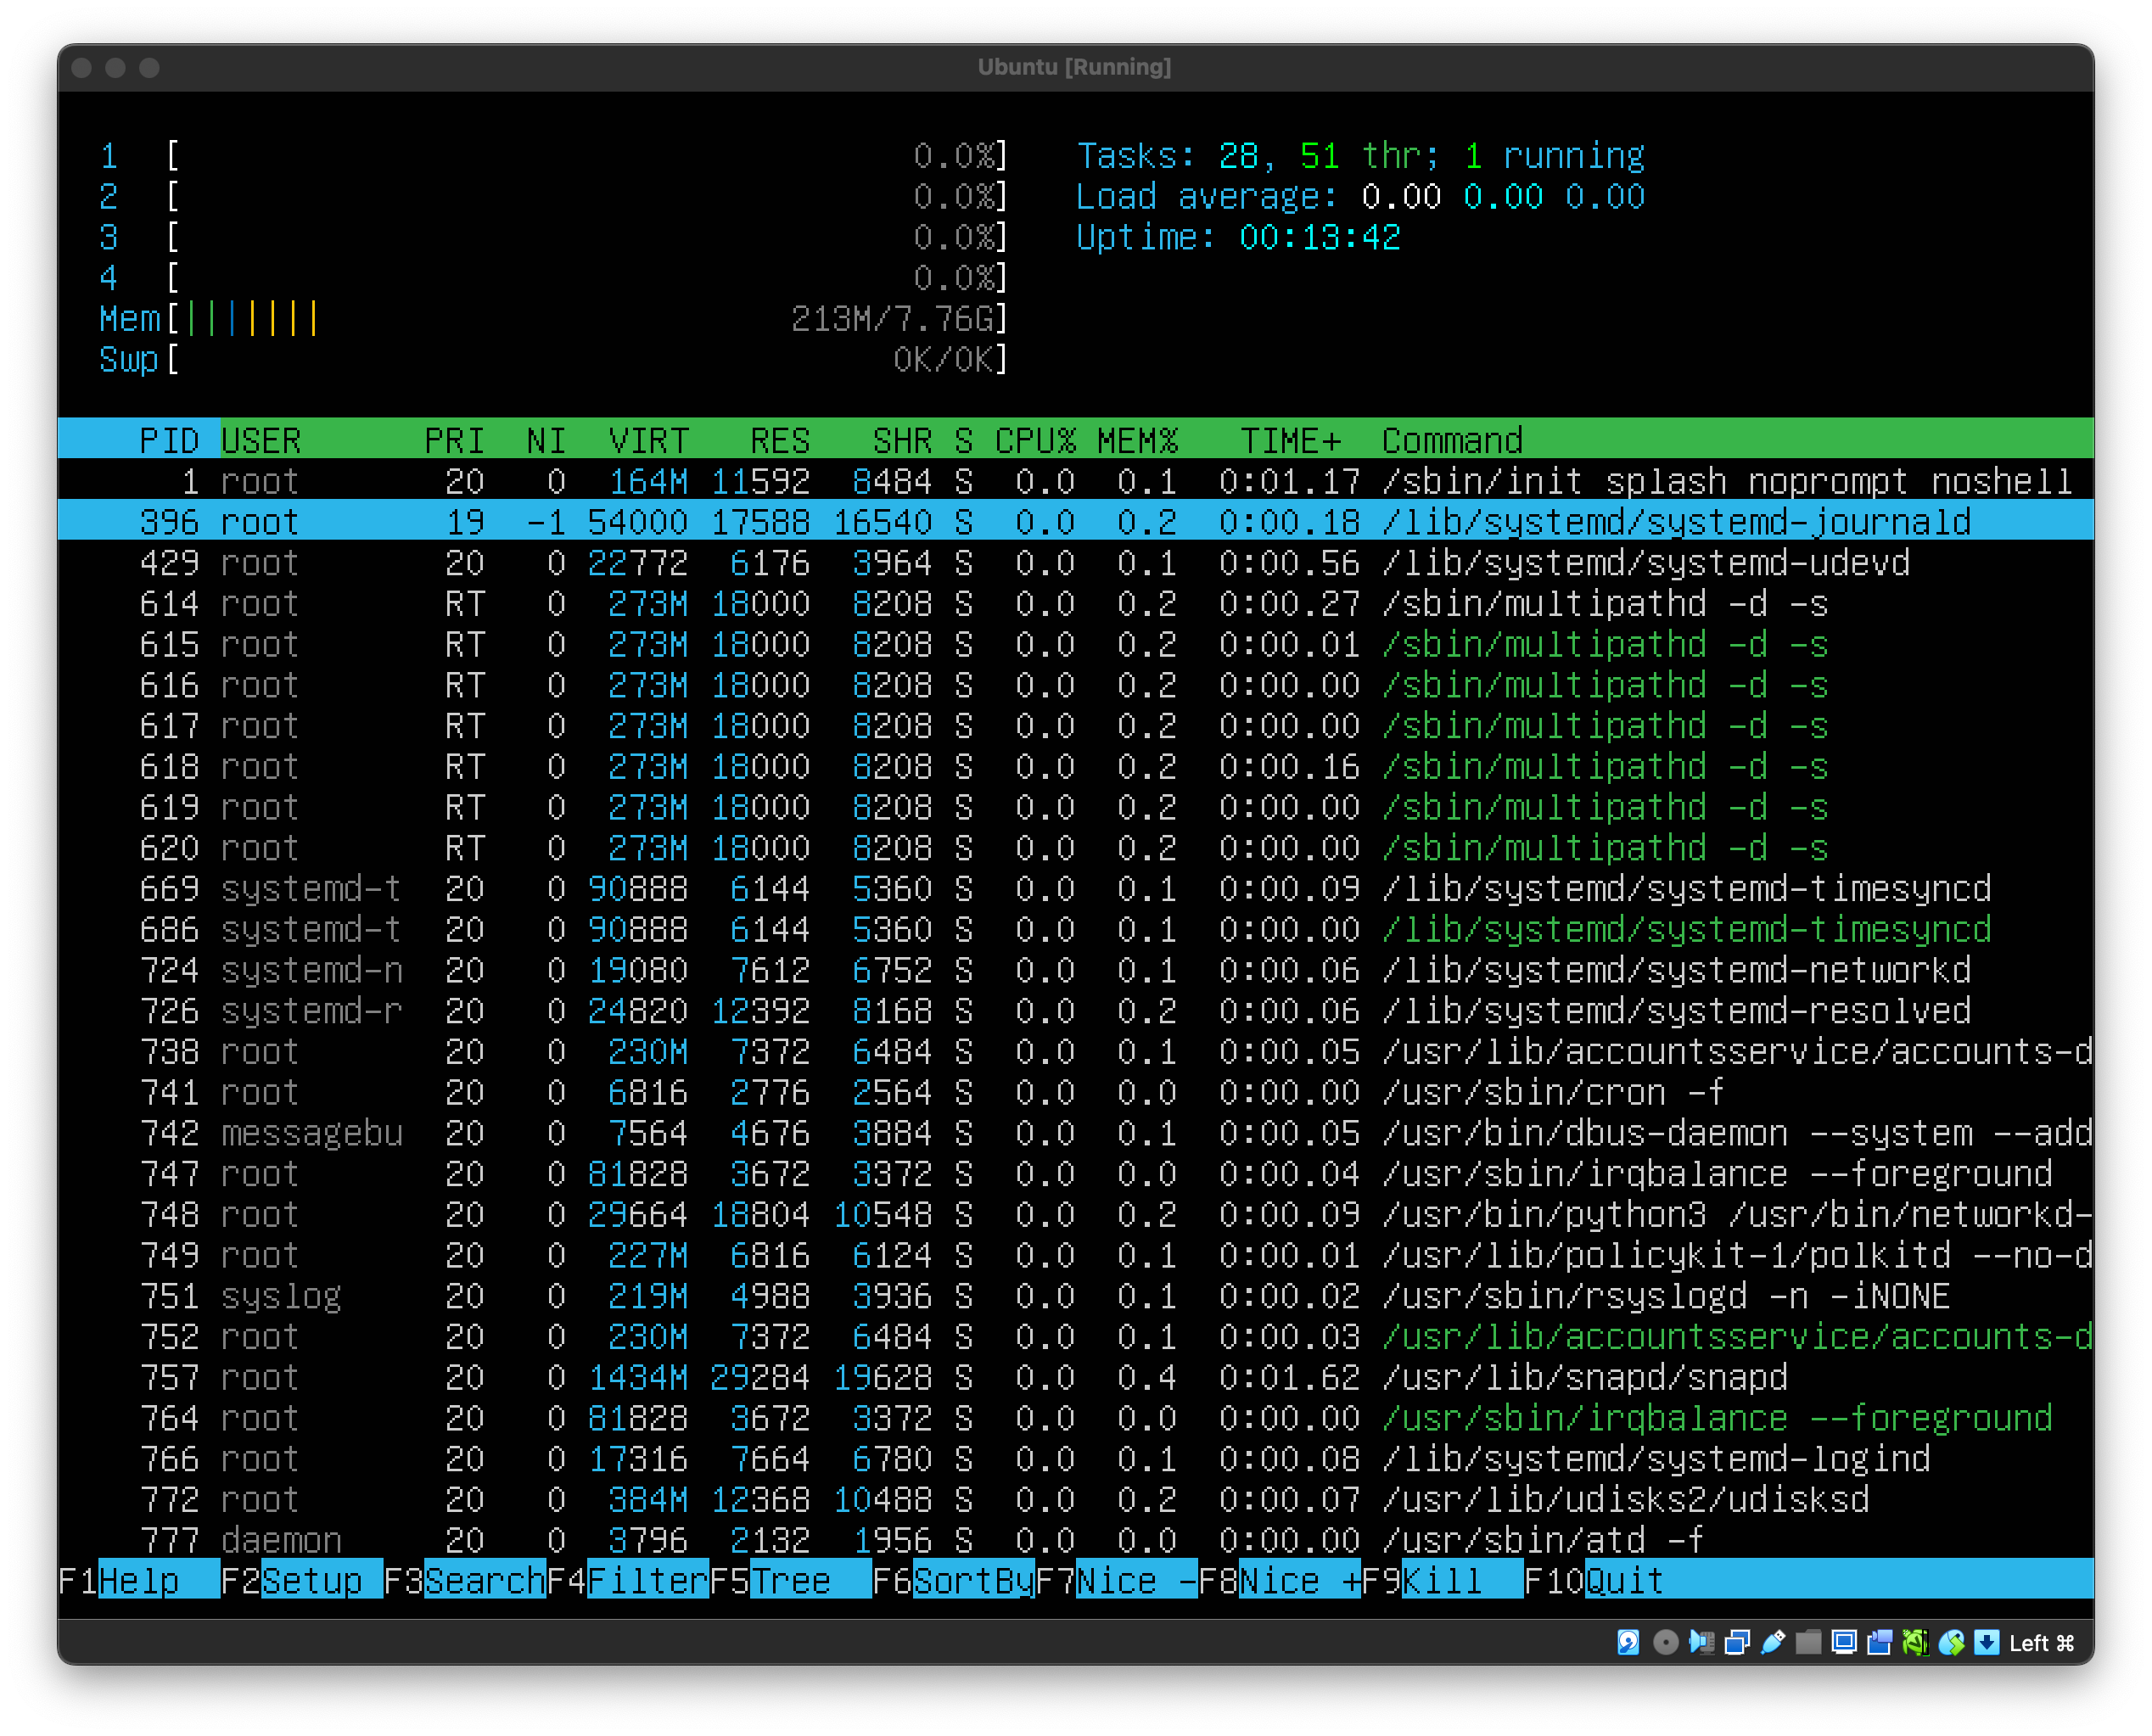 Ubuntu [Running]
1 [ 0.0%] Tasks: 28, 51 thr; 1 running
2 [ 0.0%] Load average: 0.00 0.00 0.00
3 [ 0.0%] Uptime: 00:13:42
4 [ 0.0%]
Mem[||||||| 213M/7.76G]
Swp[ 0K/0K]
PID USER PRI NI VIRT RES SHR S CPU% MEM% TIME+ Command
1 root 20 0 164M 11592 8484 S 0.0 0.1 0:01.17 /sbin/init splash noprompt noshell
396 root 19 -1 54000 17588 16540 S 0.0 0.2 0:00.18 /lib/systemd/systemd-journald
429 root 20 0 22772 6176 3964 S 0.0 0.1 0:00.56 /lib/systemd/systemd-udevd
614 root RT 0 273M 18000 8208 S 0.0 0.2 0:00.27 /sbin/multipathd -d -s
615 root RT 0 273M 18000 8208 S 0.0 0.2 0:00.01 /sbin/multipathd -d -s
616 root RT 0 273M 18000 8208 S 0.0 0.2 0:00.00 /sbin/multipathd -d -s
617 root RT 0 273M 18000 8208 S 0.0 0.2 0:00.00 /sbin/multipathd -d -s
618 root RT 0 273M 18000 8208 S 0.0 0.2 0:00.16 /sbin/multipathd -d -s
619 root RT 0 273M 18000 8208 S 0.0 0.2 0:00.00 /sbin/multipathd -d -s
620 root RT 0 273M 18000 8208 S 0.0 0.2 0:00.00 /sbin/multipathd -d -s
669 systemd-t 20 0 90888 6144 5360 S 0.0 0.1 0:00.09 /lib/systemd/systemd-timesyncd
686 systemd-t 20 0 90888 6144 5360 S 0.0 0.1 0:00.00 /lib/systemd/systemd-timesyncd
724 systemd-n 20 0 19080 7612 6752 S 0.0 0.1 0:00.06 /lib/systemd/systemd-networkd
726 systemd-r 20 0 24820 12392 8168 S 0.0 0.2 0:00.06 /lib/systemd/systemd-resolved
738 root 20 0 230M 7372 6484 S 0.0 0.1 0:00.05 /usr/lib/accountsservice/accounts-d
741 root 20 0 6816 2776 2564 S 0.0 0.0 0:00.00 /usr/sbin/cron -f
742 messagebu 20 0 7564 4676 3884 S 0.0 0.1 0:00.05 /usr/bin/dbus-daemon --system --add
747 root 20 0 81828 3672 3372 S 0.0 0.0 0:00.04 /usr/sbin/irqbalance --foreground
748 root 20 0 29664 18804 10548 S 0.0 0.2 0:00.09 /usr/bin/python3 /usr/bin/networkd-
749 root 20 0 227M 6816 6124 S 0.0 0.1 0:00.01 /usr/lib/policykit-1/polkitd --no-d
751 syslog 20 0 219M 4988 3936 S 0.0 0.1 0:00.02 /usr/sbin/rsyslogd -n -iNONE
752 root 20 0 230M 7372 6484 S 0.0 0.1 0:00.03 /usr/lib/accountsservice/accounts-d
757 root 20 0 1434M 29284 19628 S 0.0 0.4 0:01.62 /usr/lib/snapd/snapd
764 root 20 0 81828 3672 3372 S 0.0 0.0 0:00.00 /usr/sbin/irqbalance --foreground
766 root 20 0 17316 7664 6780 S 0.0 0.1 0:00.08 /lib/systemd/systemd-logind
772 root 20 0 384M 12368 10488 S 0.0 0.2 0:00.07 /usr/lib/udisks2/udisksd
777 daemon 20 0 3796 2132 1956 S 0.0 0.0 0:00.00 /usr/sbin/atd -f
F1Help F2Setup F3SearchF4FilterF5Tree F6SortByF7Nice -F8Nice +F9Kill F10Quit
Left ⌘